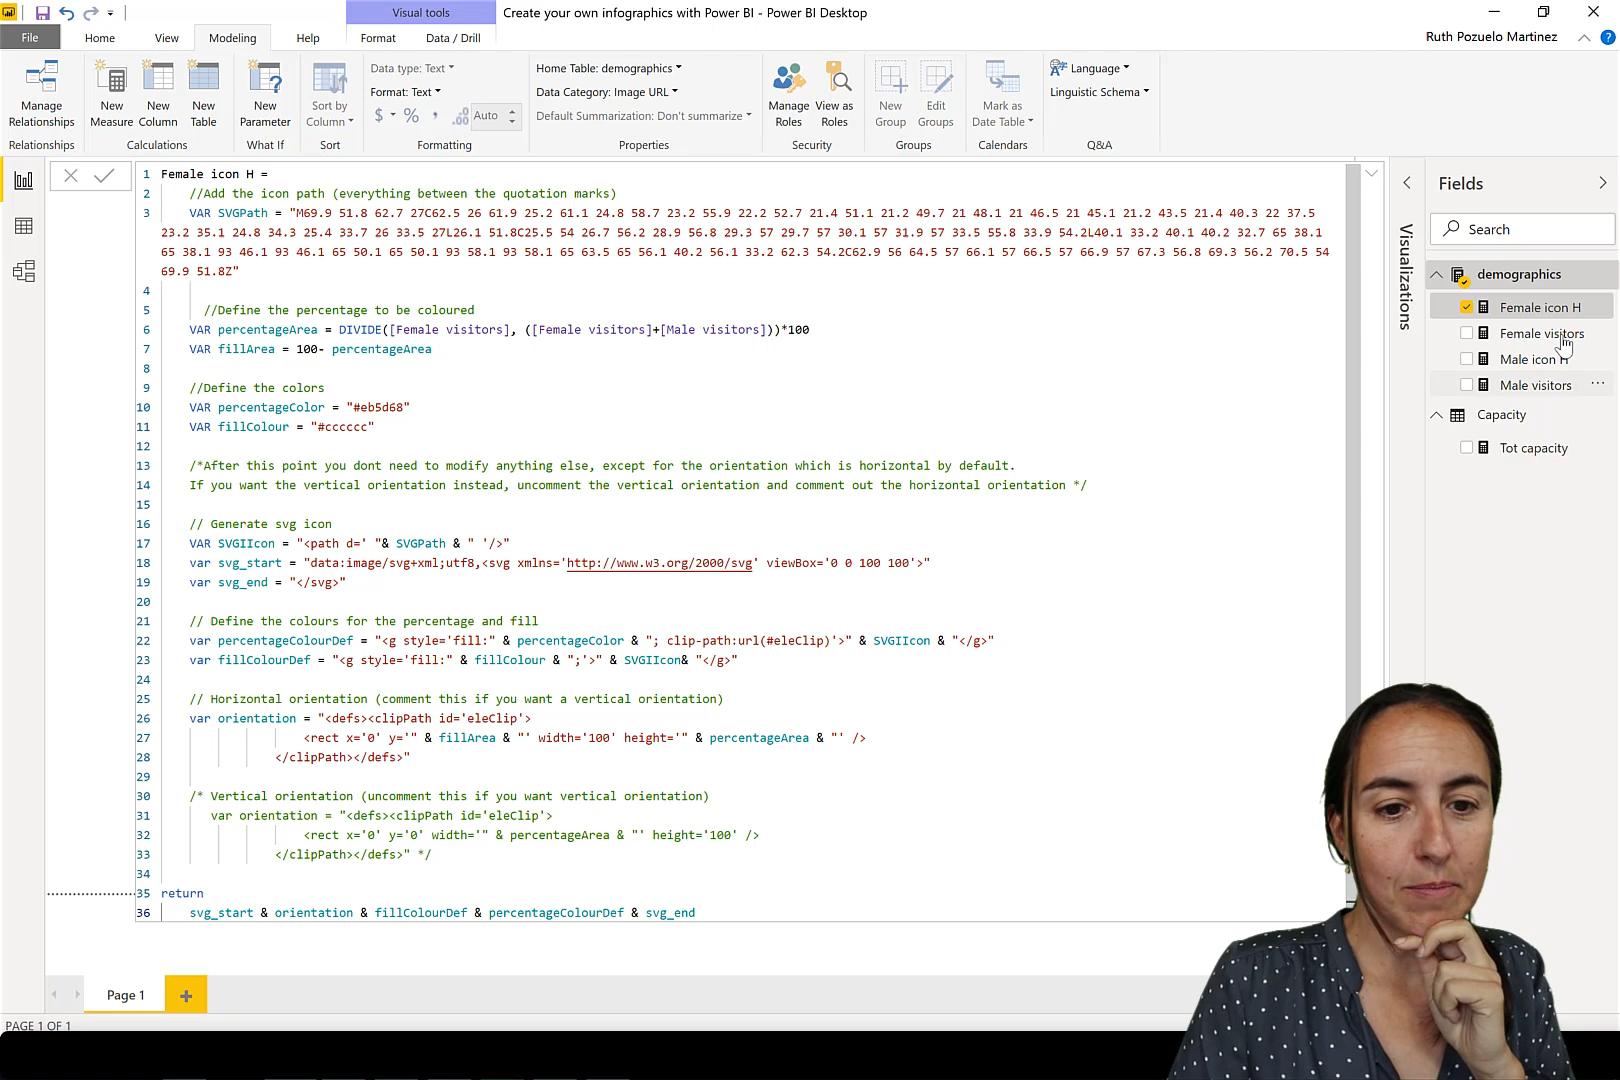 Visual tools
Create your own infographics with Power BI - Power BI Desktop
File
Home
View
Modeling
Help
Format
Data / Drill
Ruth Pozuelo Martinez
Manage Relationships
New Measure
New Column
New Table
New Parameter
Sort by Column
Data type: Text
Format: Text
$ % , Auto
Home Table: demographics
Data Category: Image URL
Default Summarization: Don't summarize
Manage Roles
View as Roles
New Group
Edit Groups
Mark as Date Table
Language
Linguistic Schema
Relationships
Calculations
What If
Sort
Formatting
Properties
Security
Groups
Calendars
Q&A
1 Female icon H =
2 //Add the icon path (everything between the quotation marks)
3 VAR SVGPath = "M69.9 51.8 62.7 27C62.5 26 61.9 25.2 61.1 24.8 58.7 23.2 55.9 22.2 52.7 21.4 51.1 21.2 49.7 21 48.1 21 46.5 21 45.1 21.2 43.5 21.4 40.3 22 37.5
23.2 35.1 24.8 34.3 25.4 33.7 26 33.5 27L26.1 51.8C25.5 54 26.7 56.2 28.9 56.8 29.3 57 29.7 57 30.1 57 31.9 57 33.5 55.8 33.9 54.2L40.1 33.2 40.1 40.2 32.7 65 38.1
65 38.1 93 46.1 93 46.1 65 50.1 65 50.1 93 58.1 93 58.1 65 63.5 65 56.1 40.2 56.1 33.2 62.3 54.2C62.9 56 64.5 57 66.1 57 66.5 57 66.9 57 67.3 56.8 69.3 56.2 70.5 54
69.9 51.8Z"
4
5 //Define the percentage to be coloured
6 VAR percentageArea = DIVIDE([Female visitors], ([Female visitors]+[Male visitors]))*100
7 VAR fillArea = 100- percentageArea
8
9 //Define the colors
10 VAR percentageColor = "#eb5d68"
11 VAR fillColour = "#cccccc"
12
13 /*After this point you dont need to modify anything else, except for the orientation which is horizontal by default.
14 If you want the vertical orientation instead, uncomment the vertical orientation and comment out the horizontal orientation */
15
16 // Generate svg icon
17 VAR SVGIIcon = "<path d=' "& SVGPath & " '/>"
18 var svg_start = "data:image/svg+xml;utf8,<svg xmlns='http://www.w3.org/2000/svg' viewBox='0 0 100 100'>"
19 var svg_end = "</svg>"
20
21 // Define the colours for the percentage and fill
22 var percentageColourDef = "<g style='fill:" & percentageColor & "; clip-path:url(#eleClip)'>" & SVGIIcon & "</g>"
23 var fillColourDef = "<g style='fill:" & fillColour & ";'>" & SVGIIcon& "</g>"
24
25 // Horizontal orientation (comment this if you want a vertical orientation)
26 var orientation = "<defs><clipPath id='eleClip'>
27 <rect x='0' y='" & fillArea & "' width='100' height='" & percentageArea & "' />
28 </clipPath></defs>"
29
30 /* Vertical orientation (uncomment this if you want vertical orientation)
31 var orientation = "<defs><clipPath id='eleClip'>
32 <rect x='0' y='0' width='" & percentageArea & "' height='100' />
33 </clipPath></defs>" */
34
35 return
36 svg_start & orientation & fillColourDef & percentageColourDef & svg_end
Visualizations
Fields
Search
demographics
Female icon H
Female visitors
Male icon H
Male visitors
Capacity
Tot capacity
Page 1
PAGE 1 OF 1